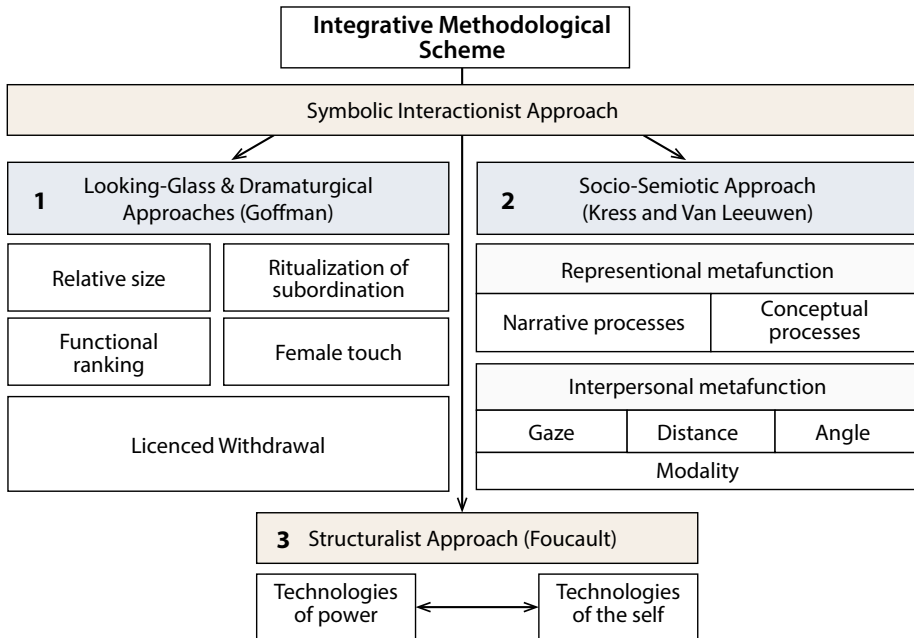 Integrative Methodological
Scheme
Symbolic Interactionist Approach
1
Looking-Glass & Dramaturgical
Approaches (Goffman)
Relative size
Ritualization of
subordination
Functional
ranking
Female touch
Licenced Withdrawal
2
Socio-Semiotic Approach
(Kress and Van Leeuwen)
Representional metafunction
Narrative processes
Conceptual
processes
Interpersonal metafunction
Gaze
Distance
Angle
Modality
3 Structuralist Approach (Foucault)
Technologies
of power
Technologies
of the self